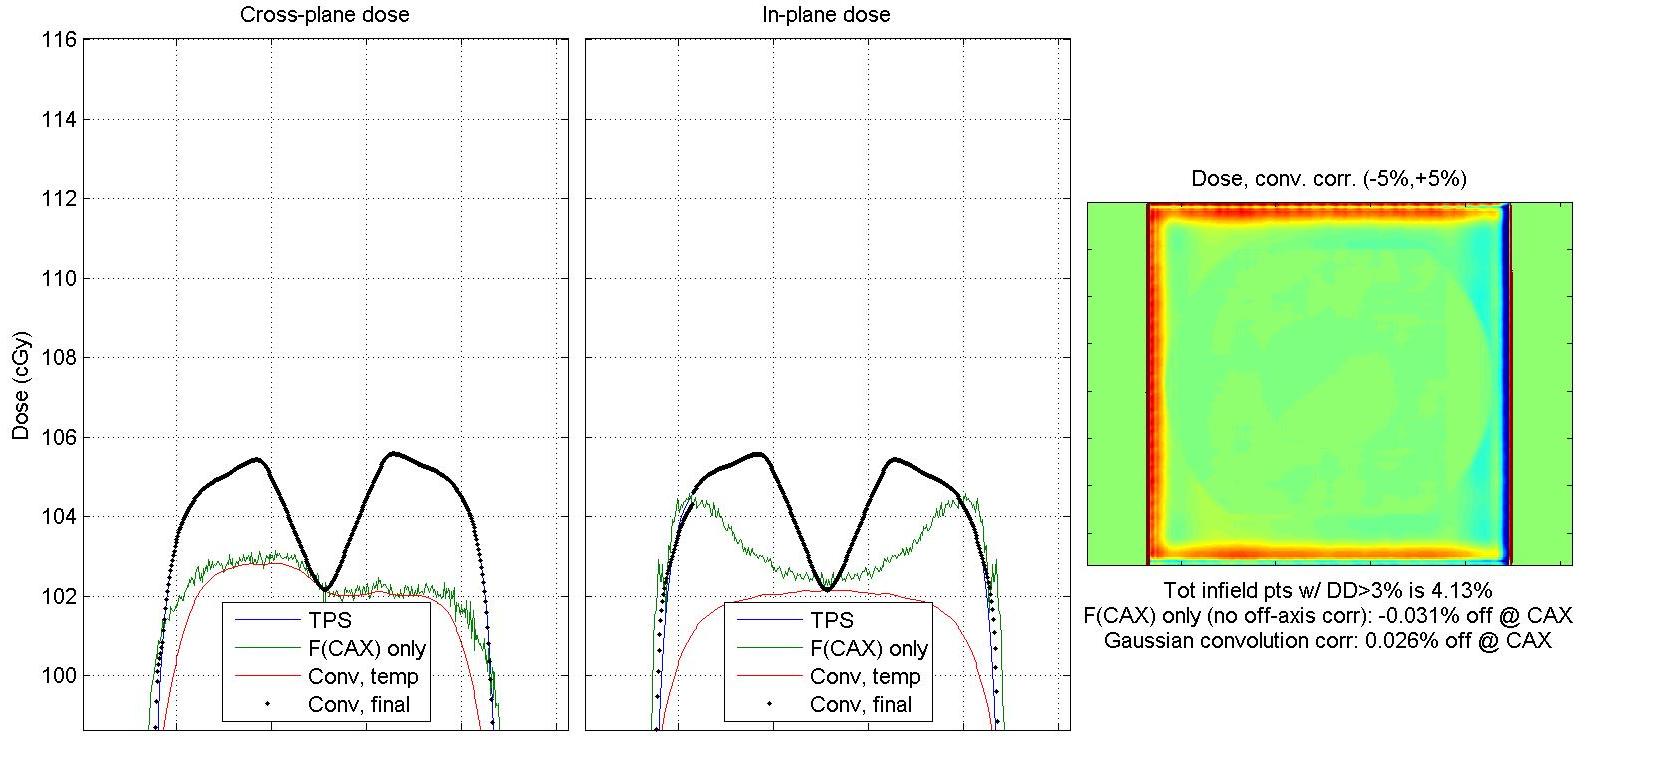 Cross-plane dose
In-plane dose
116
114
112
110
108
106
104
102
100
Dose (cGy)
TPS
F(CAX) only
Conv, temp
Conv, final
TPS
F(CAX) only
Conv, temp
Conv, final
Dose, conv. corr. (-5%,+5%)
Tot infield pts w/ DD>3% is 4.13%
F(CAX) only (no off-axis corr): -0.031% off @ CAX
Gaussian convolution corr: 0.026% off @ CAX